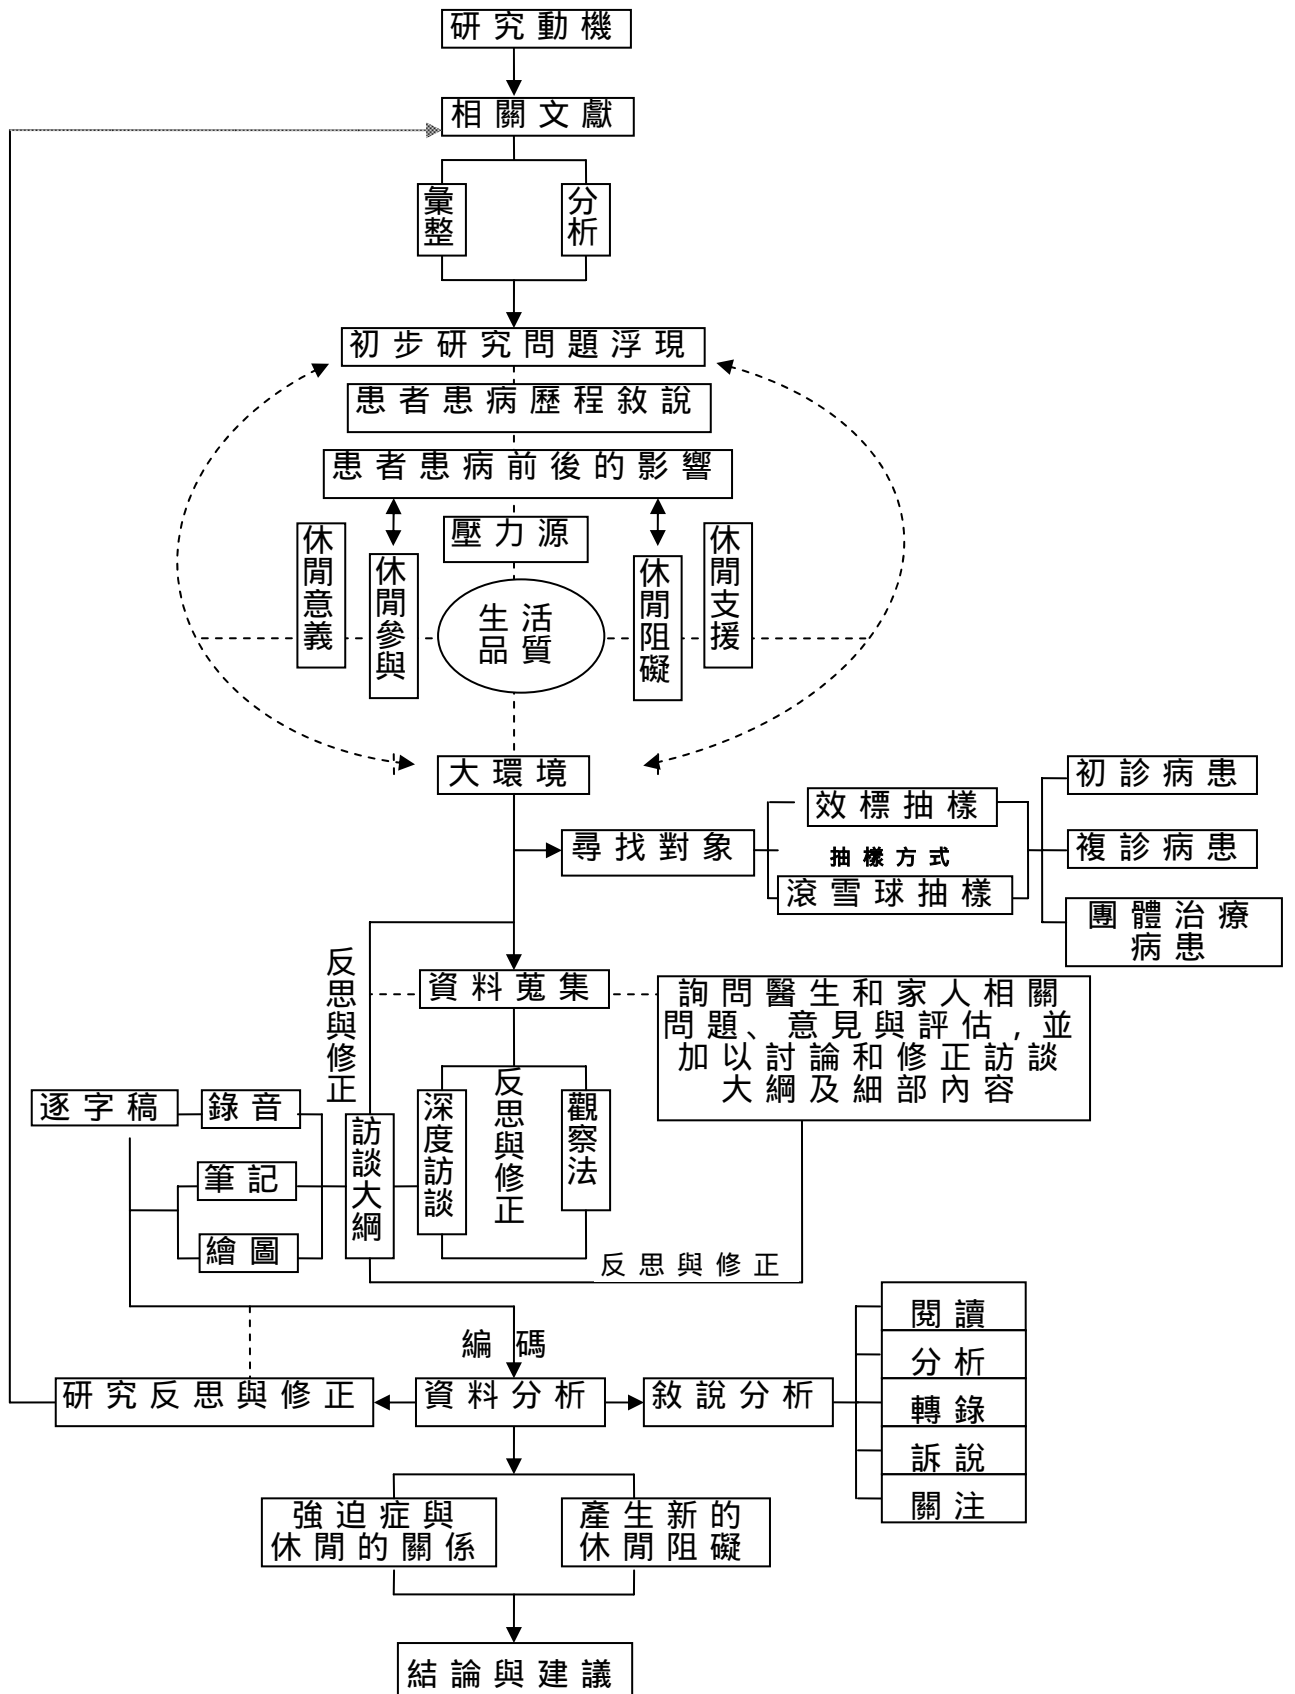 研究動機
相關文獻
彙整
分析
初步研究問題浮現
患者患病歷程敘說
患者患病前後的影響
休閒意義
休閒參與
壓力源
休閒阻礙
休閒支援
生活
品質
大環境
尋找對象
效標抽樣
抽樣方式
滾雪球抽樣
初診病患
複診病患
團體治療
病患
反思與修正
資料蒐集
詢問醫生和家人相關
問題、意見與評估,並
加以討論和修正訪談
大綱及細部內容
逐字稿
錄音
筆記
繪圖
訪談大綱
深度訪談
反思與修正
觀察法
反思與修正
編碼
研究反思與修正
資料分析
敘說分析
閱讀
分析
轉錄
訴說
關注
強迫症與
休閒的關係
產生新的
休閒阻礙
結論與建議